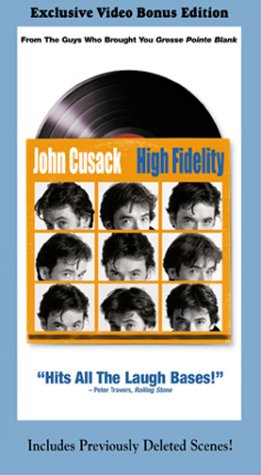 Exclusive Video Bonus Edition
From The Guys Who Brought You Grosse Pointe Blank
John Cusack High Fidelity
“Hits All The Laugh Bases!”
– Peter Travers, Rolling Stone
Includes Previously Deleted Scenes!